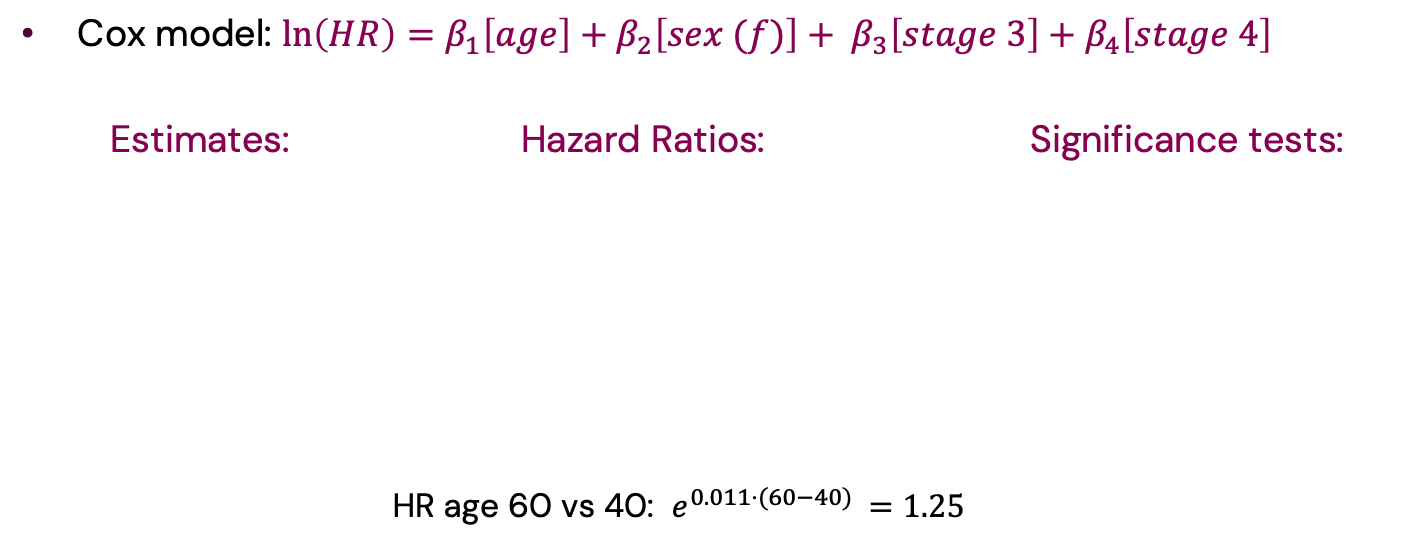 • Cox model: ln(HR) = β₁[age] + β₂[sex (f)] + β₃[stage 3] + β₄[stage 4]
Estimates: Hazard Ratios: Significance tests:
HR age 60 vs 40: e^{0.011·(60−40)} = 1.25